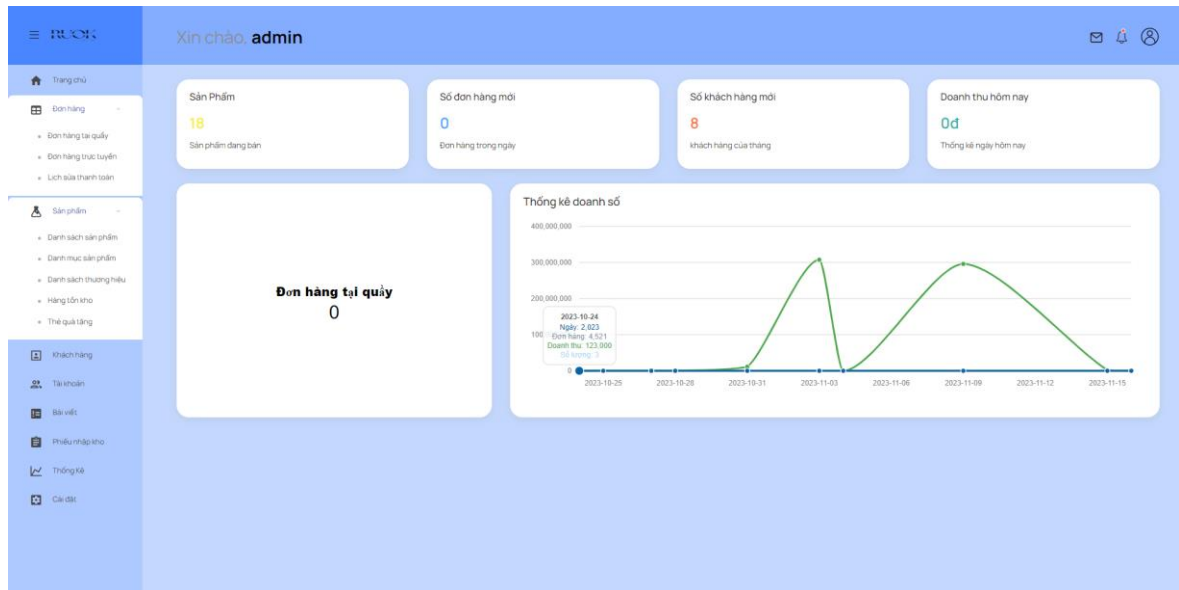 RUOK
Xin chào, admin
Trang chủ
Đơn hàng
Đơn hàng tại quầy
Đơn hàng trực tuyến
Lịch sửa thanh toán
Sản phẩm
Danh sách sản phẩm
Danh mục sản phẩm
Danh sách thương hiệu
Hàng tồn kho
Thẻ quà tặng
Khách hàng
Tài khoản
Bài viết
Phiếu nhập kho
Thống Kê
Cài đặt
Sản Phẩm
18
Sản phẩm đang bán
Số đơn hàng mới
0
Đơn hàng trong ngày
Số khách hàng mới
8
khách hàng của tháng
Doanh thu hôm nay
0đ
Thống kê ngày hôm nay
Đơn hàng tại quầy
0
Thống kê doanh số
400,000,000
300,000,000
200,000,000
100
0
2023-10-24
Ngày: 2,023
Đơn hàng: 4,521
Doanh thu: 123,000
Số lượng: 3
2023-10-25
2023-10-28
2023-10-31
2023-11-03
2023-11-06
2023-11-09
2023-11-12
2023-11-15